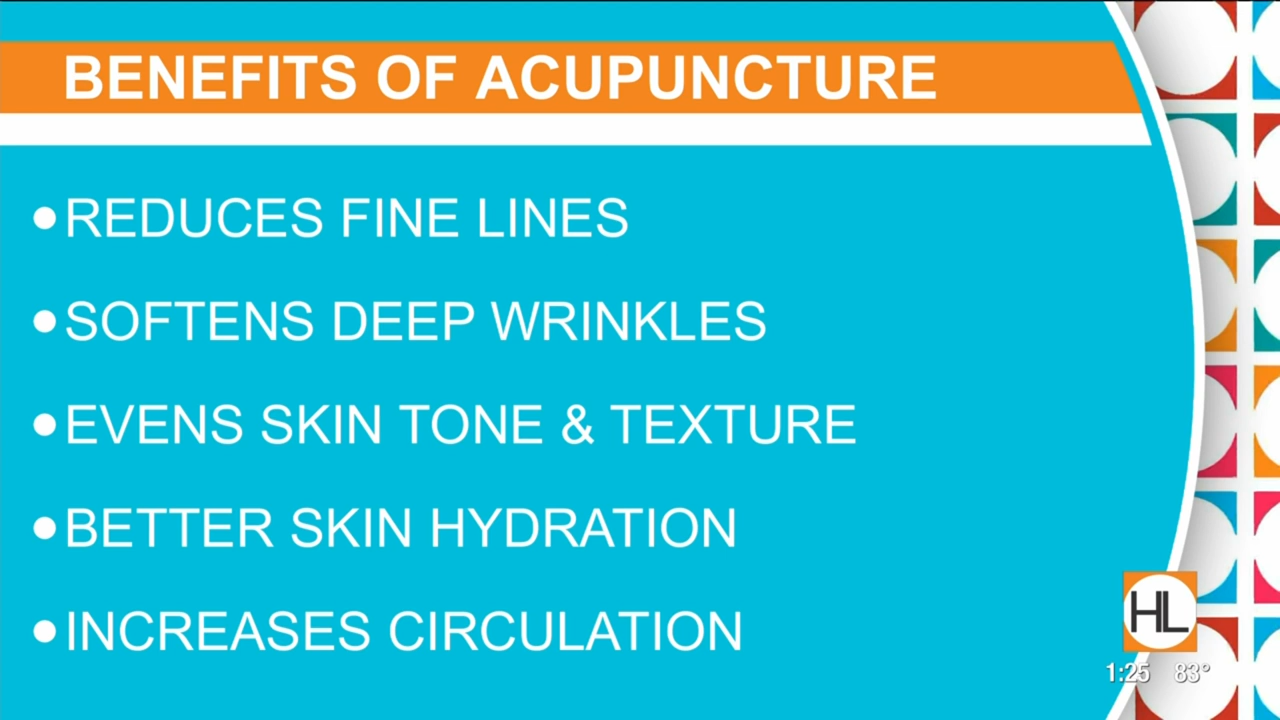 BENEFITS OF ACUPUNCTURE
•REDUCES FINE LINES
•SOFTENS DEEP WRINKLES
•EVENS SKIN TONE & TEXTURE
•BETTER SKIN HYDRATION
•INCREASES CIRCULATION
HL
1:25 83°